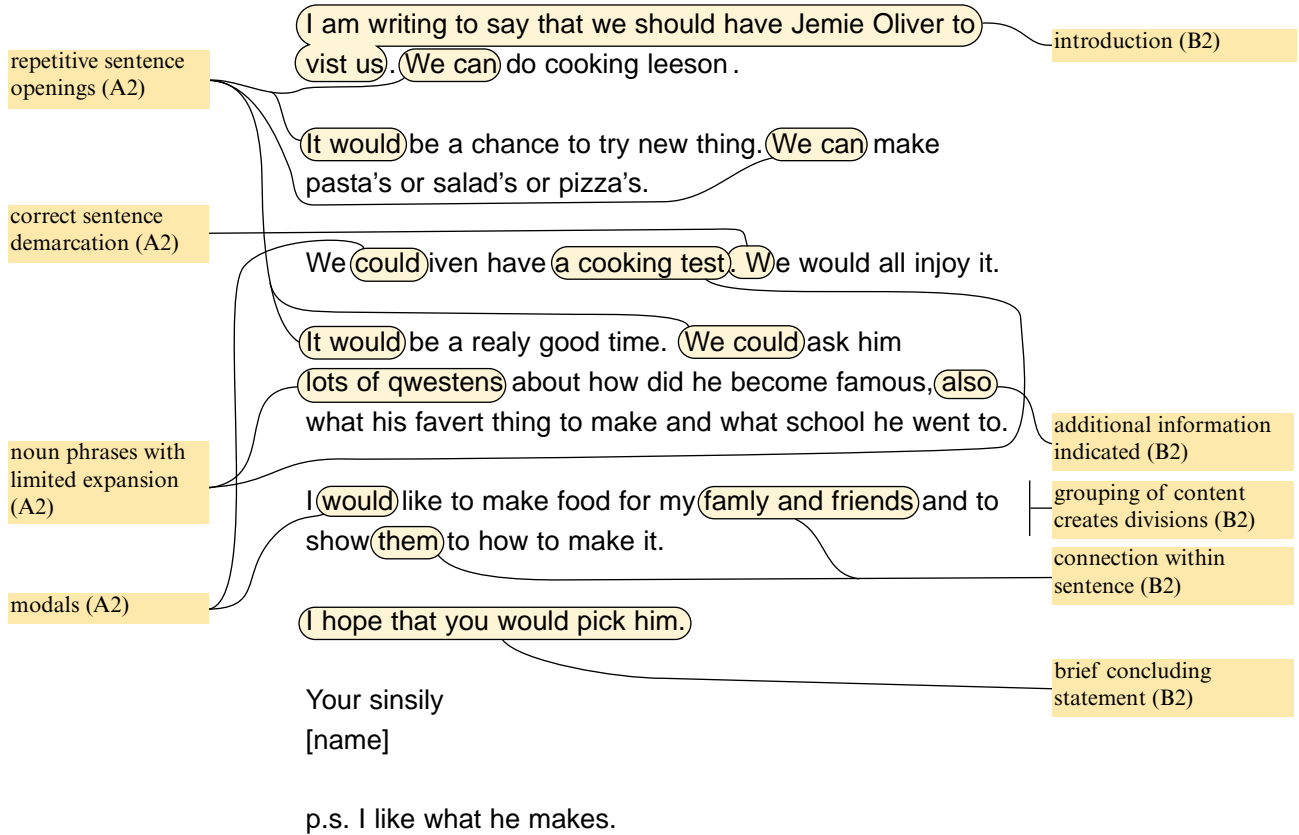 I am writing to say that we should have Jemie Oliver to
vist us. We can do cooking leeson.
It would be a chance to try new thing. We can make
pasta's or salad's or pizza's.
We could iven have a cooking test. We would all injoy it.
It would be a realy good time. We could ask him
lots of qwestens about how did he become famous, also
what his favert thing to make and what school he went to.
I would like to make food for my famly and friends and to
show them to how to make it.
I hope that you would pick him.
Your sinsily
[name]
p.s. I like what he makes.
repetitive sentence
openings (A2)
correct sentence
demarcation (A2)
noun phrases with
limited expansion
(A2)
modals (A2)
introduction (B2)
additional information
indicated (B2)
grouping of content
creates divisions (B2)
connection within
sentence (B2)
brief concluding
statement (B2)